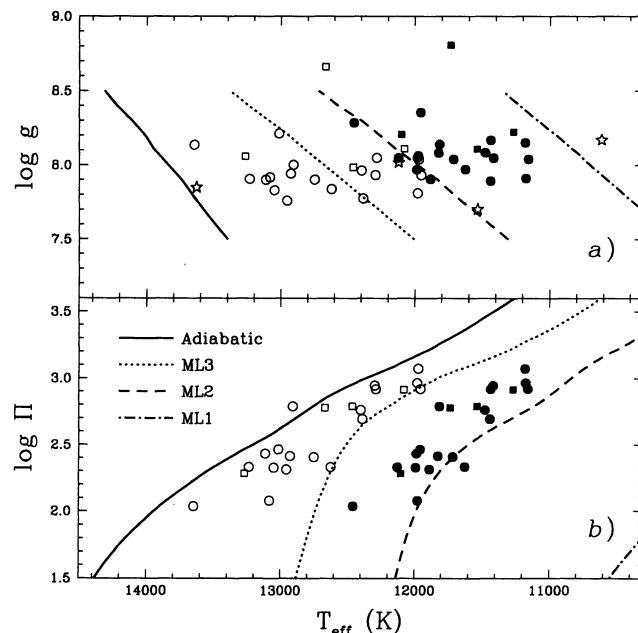 9.0
8.5
8.0
7.5
log g
a)
3.5
3.0
2.5
2.0
1.5
log Π
Adiabatic
ML3
ML2
ML1
b)
14000 13000 12000 11000
T_eff (K)